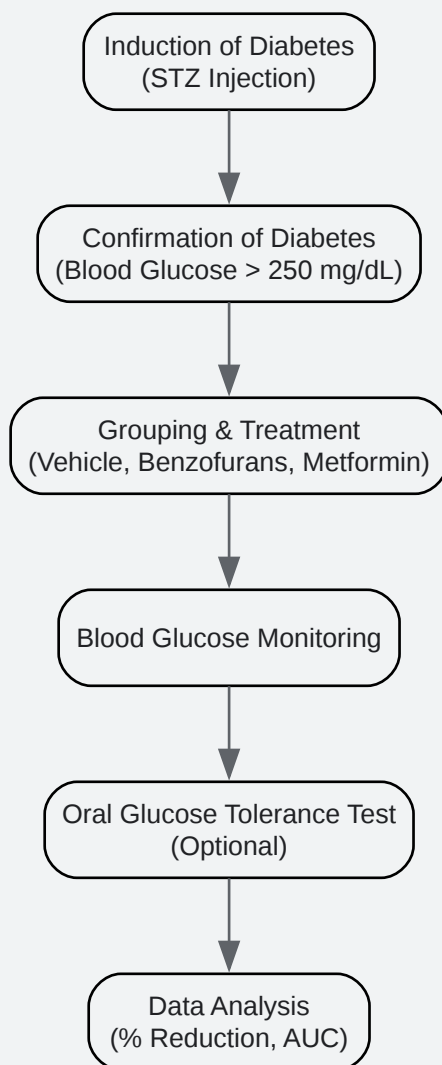 Induction of Diabetes
(STZ Injection)
Confirmation of Diabetes
(Blood Glucose > 250 mg/dL)
Grouping & Treatment
(Vehicle, Benzofurans, Metformin)
Blood Glucose Monitoring
Oral Glucose Tolerance Test
(Optional)
Data Analysis
(% Reduction, AUC)